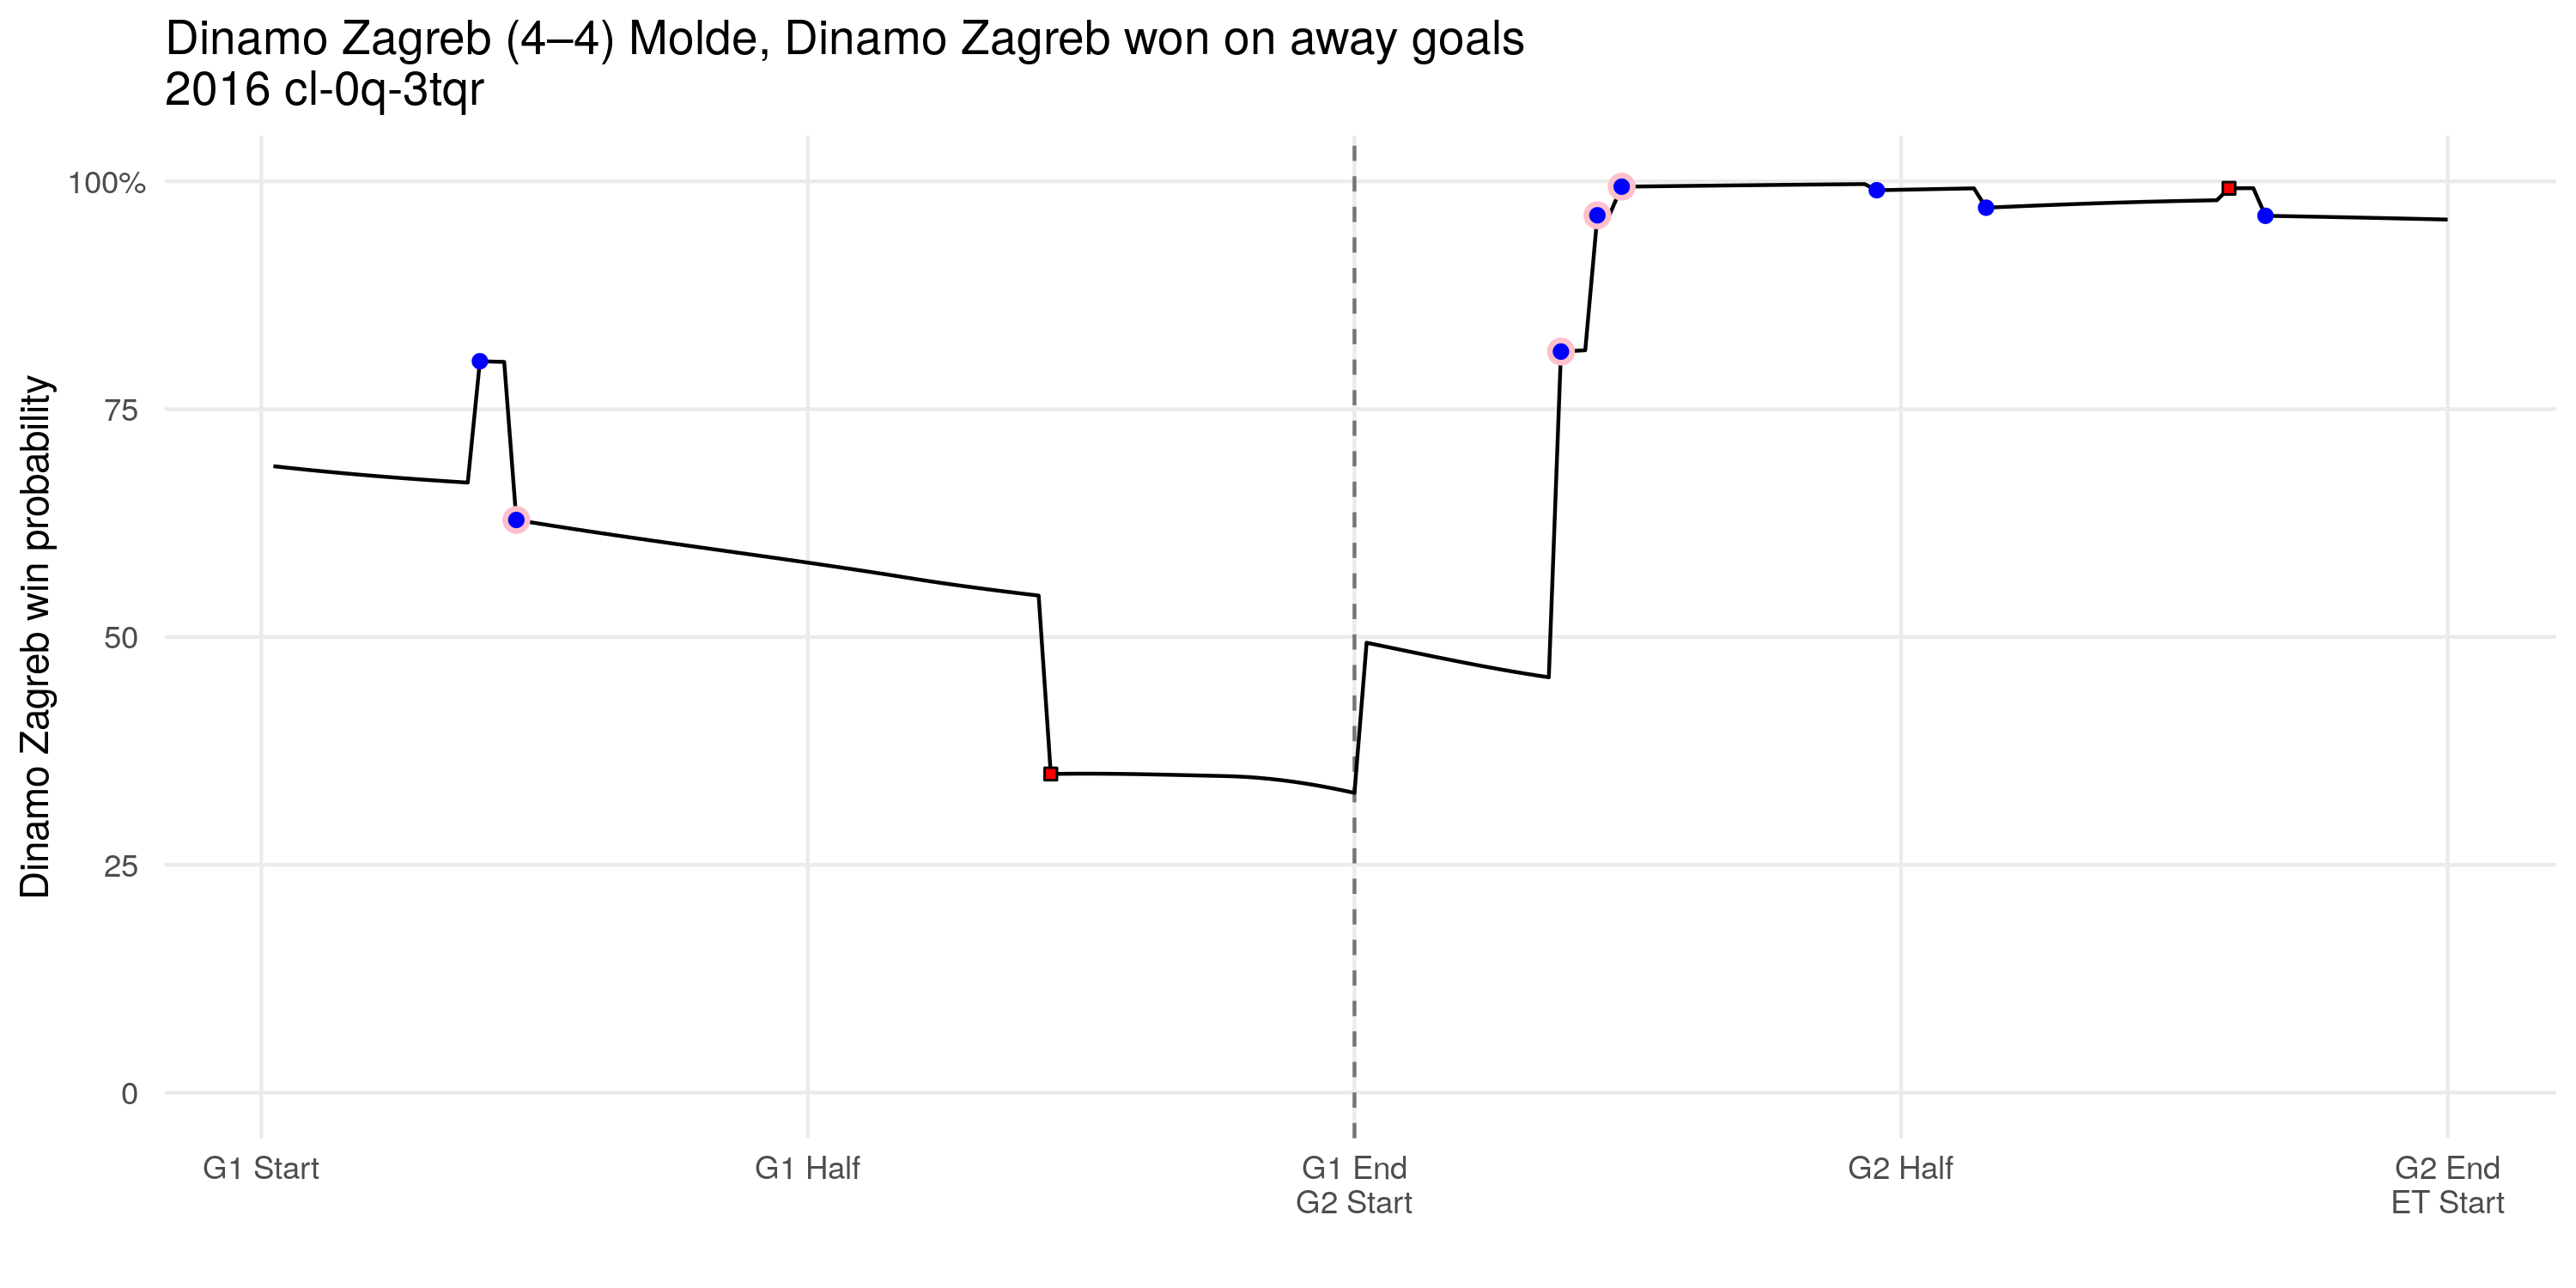 Dinamo Zagreb (4–4) Molde, Dinamo Zagreb won on away goals
2016 cl-0q-3tqr
Dinamo Zagreb win probability
100%
75
50
25
0
G1 Start
G1 Half
G1 End
G2 Start
G2 Half
G2 End
ET Start